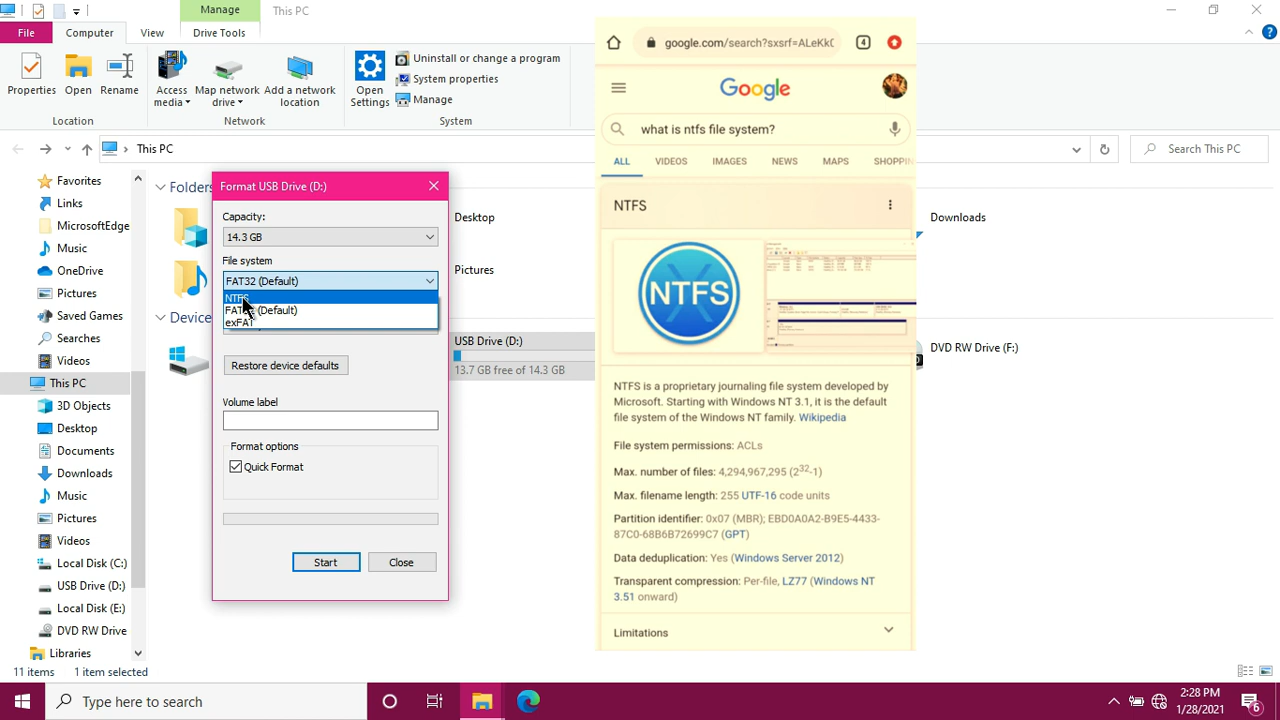 Manage
This PC
File
Computer
View
Drive Tools
Properties
Open
Rename
Access
media
Map network
drive
Add a network
location
Open
Settings
Uninstall or change a program
System properties
Manage
Location
Network
System
This PC
Search This PC
Favorites
Links
MicrosoftEdge
Music
OneDrive
Pictures
Saved Games
Searches
This PC
3D Objects
Desktop
Documents
Downloads
Music
Pictures
Videos
Local Disk (C:)
USB Drive (D:)
Local Disk (E:)
DVD RW Drive
Libraries
Folders
Desktop
Downloads
Pictures
USB Drive (D:)
13.7 GB free of 14.3 GB
DVD RW Drive (F:)
Format USB Drive (D:)
Capacity:
14.3 GB
File system
FAT32 (Default)
NTFS
(Default)
exFAT
Restore device defaults
Volume label
Format options
Quick Format
Start
Close
google.com/search?sxsrf=ALeKk0
4
Google
what is ntfs file system?
ALL
VIDEOS
IMAGES
NEWS
MAPS
SHOPPIN
NTFS
NTFS
NTFS is a proprietary journaling file system developed by
Microsoft. Starting with Windows NT 3.1, it is the default
file system of the Windows NT family. Wikipedia
File system permissions: ACLs
Max. number of files: 4,294,967,295 (2³²-1)
Max. filename length: 255 UTF-16 code units
Partition identifier: 0x07 (MBR); EBD0A0A2-B9E5-4433-
87C0-68B6B72699C7 (GPT)
Data deduplication: Yes (Windows Server 2012)
Transparent compression: Per-file, LZ77 (Windows NT
3.51 onward)
Limitations
11 items
1 item selected
Type here to search
2:28 PM
1/28/2021
6